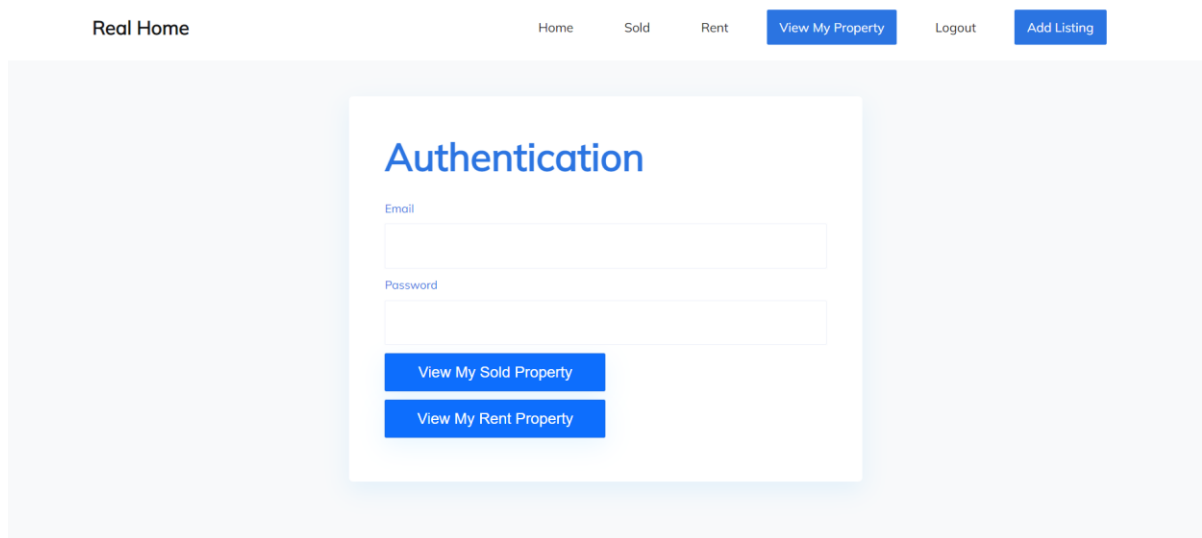 Real Home Home Sold Rent View My Property Logout Add Listing
Authentication
Email
Password
View My Sold Property
View My Rent Property